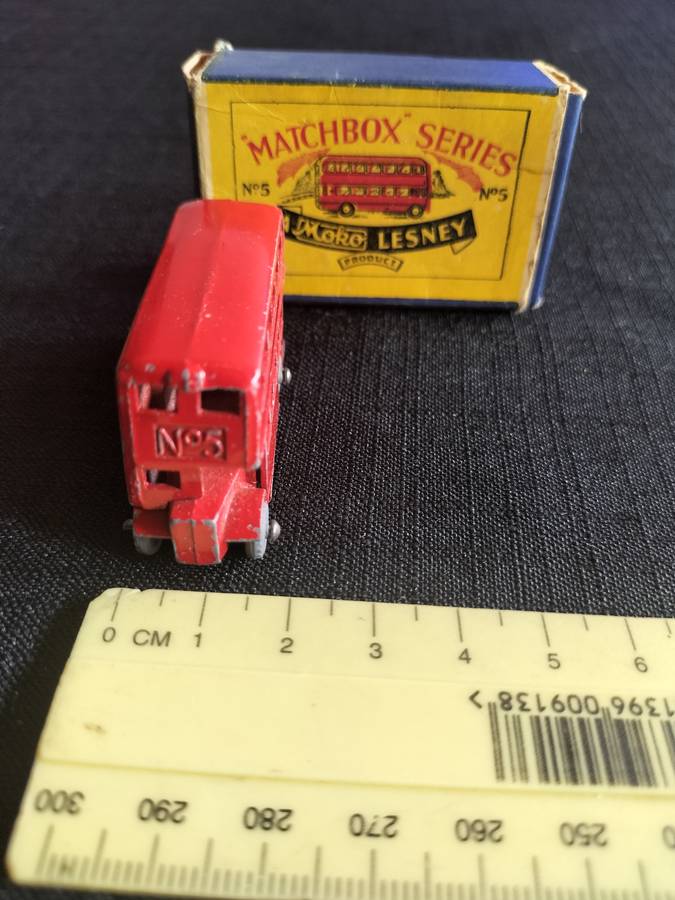 "MATCHBOX" SERIES
Nº5 Nº5
A Moko LESNEY
PRODUCT
Nº5
0 CM 1 2 3 4 5 6
1396 009138 >
300 290 280 270 260 250